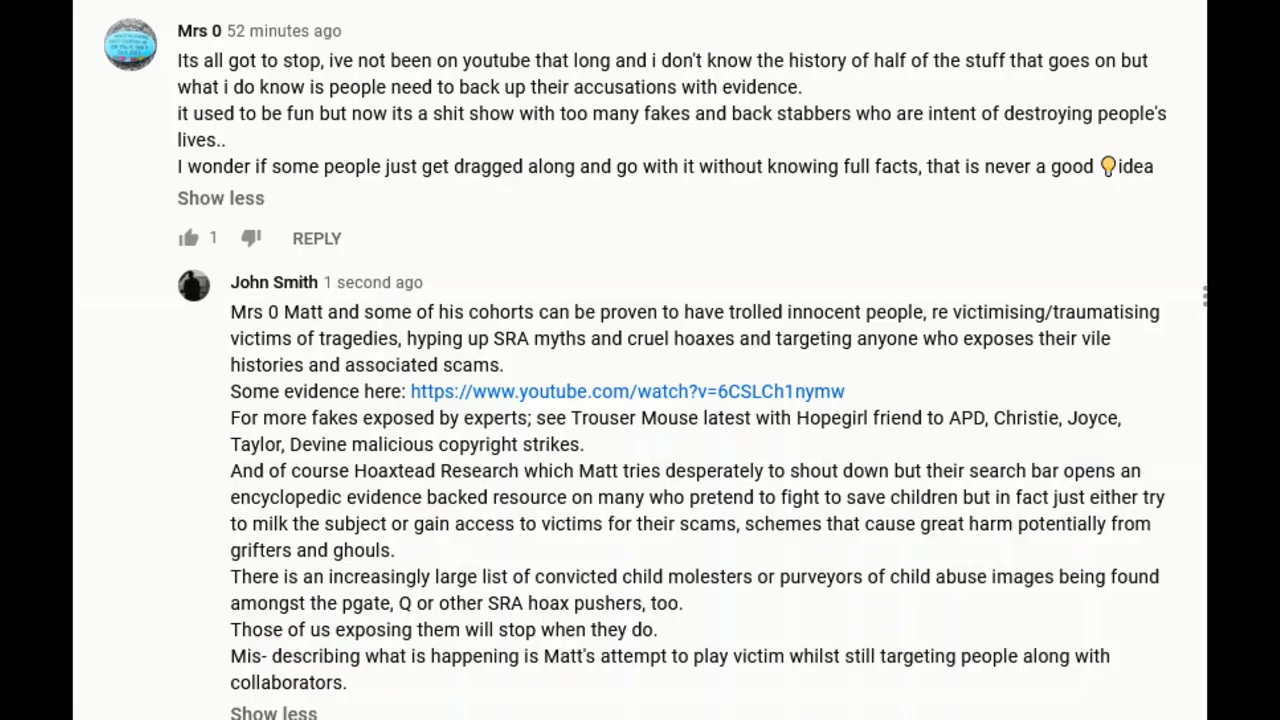 Mrs 0 52 minutes ago
Its all got to stop, ive not been on youtube that long and i don't know the history of half of the stuff that goes on but
what i do know is people need to back up their accusations with evidence.
it used to be fun but now its a shit show with too many fakes and back stabbers who are intent of destroying people's
lives..
I wonder if some people just get dragged along and go with it without knowing full facts, that is never a good 💡idea
Show less
1 REPLY
John Smith 1 second ago
Mrs 0 Matt and some of his cohorts can be proven to have trolled innocent people, re victimising/traumatising
victims of tragedies, hyping up SRA myths and cruel hoaxes and targeting anyone who exposes their vile
histories and associated scams.
Some evidence here: https://www.youtube.com/watch?v=6CSLCh1nymw
For more fakes exposed by experts; see Trouser Mouse latest with Hopegirl friend to APD, Christie, Joyce,
Taylor, Devine malicious copyright strikes.
And of course Hoaxtead Research which Matt tries desperately to shout down but their search bar opens an
encyclopedic evidence backed resource on many who pretend to fight to save children but in fact just either try
to milk the subject or gain access to victims for their scams, schemes that cause great harm potentially from
grifters and ghouls.
There is an increasingly large list of convicted child molesters or purveyors of child abuse images being found
amongst the pgate, Q or other SRA hoax pushers, too.
Those of us exposing them will stop when they do.
Mis- describing what is happening is Matt's attempt to play victim whilst still targeting people along with
collaborators.
Show less